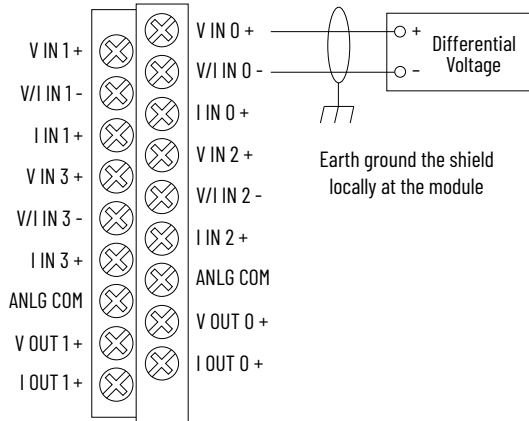 V IN 1 +
V/I IN 1 -
I IN 1 +
V IN 3 +
V/I IN 3 -
I IN 3 +
ANLG COM
V OUT 1 +
I OUT 1 +
V IN 0 +
V/I IN 0 -
I IN 0 +
V IN 2 +
V/I IN 2 -
I IN 2 +
ANLG COM
V OUT 0 +
I OUT 0 +
+
-
Differential
Voltage
Earth ground the shield
locally at the module